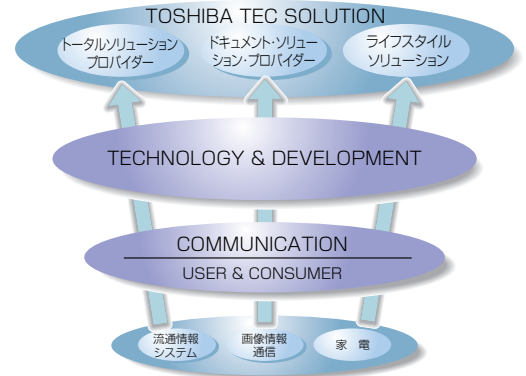 TOSHIBA TEC SOLUTION
トータルソリューション
プロバイダー
ドキュメント・ソリュー
ション・プロバイダー
ライフスタイル
ソリューション
TECHNOLOGY & DEVELOPMENT
COMMUNICATION
USER & CONSUMER
流通情報
システム
画像情報
通信
家 電